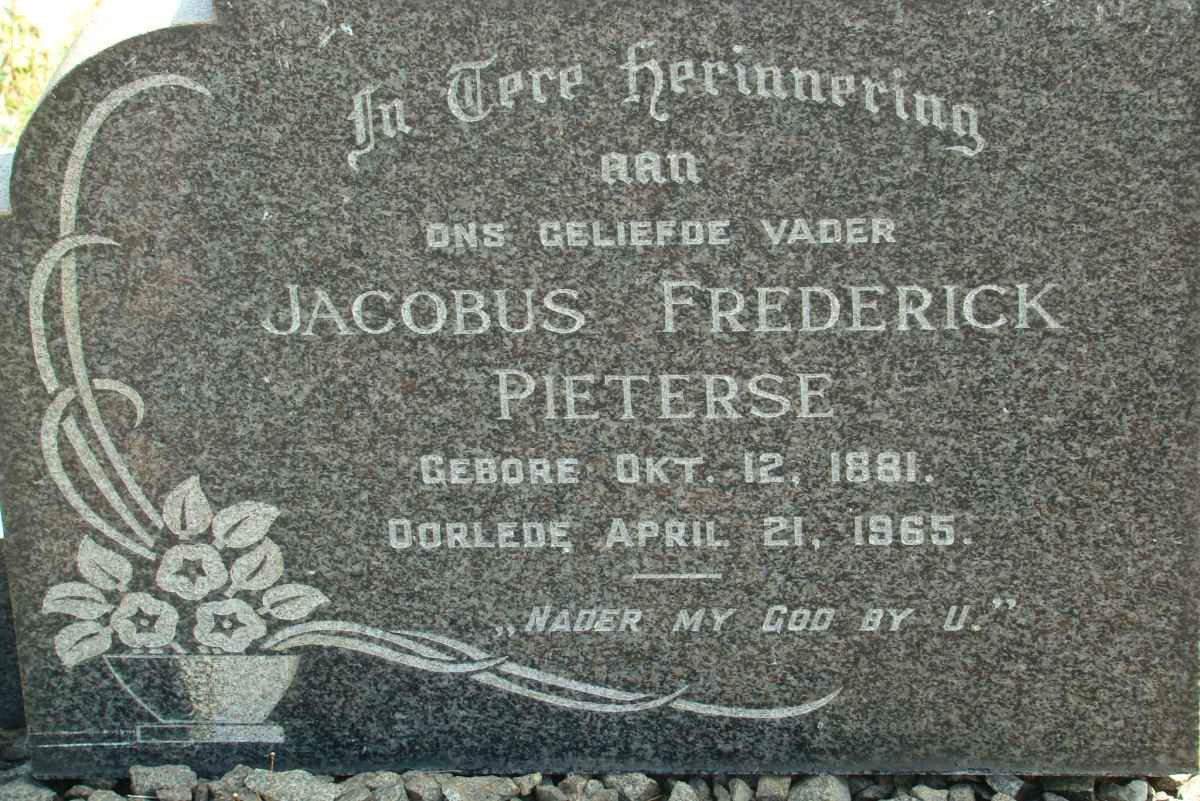 In Tere Herinnering
aan
ONS GELIEFDE VADER
JACOBUS FREDERICK
PIETERSE
GEBORE OKT. 12, 1881.
OORLEDE APRIL 21, 1965.
„NADER MY GOD BY U.”